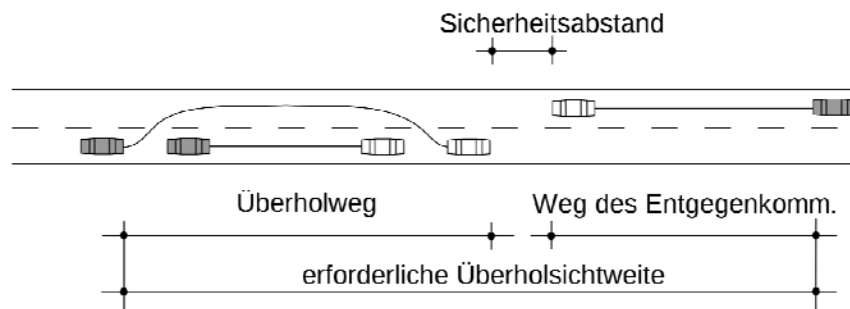 Sicherheitsabstand
Überholweg
Weg des Entgegenkomm.
erforderliche Überholsichtweite